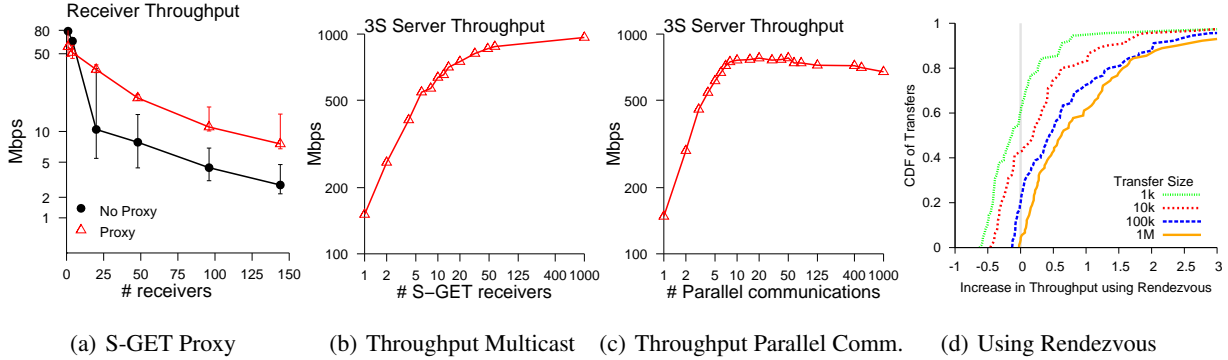 Receiver Throughput
80
50
10
5
2
1
Mbps
0 25 50 75 100 125 150
# receivers
No Proxy
Proxy
(a) S-GET Proxy
3S Server Throughput
1000
500
200
100
Mbps
1 2 5 10 20 50 125 400 1000
# S−GET receivers
(b) Throughput Multicast
3S Server Throughput
1000
500
200
100
Mbps
1 2 5 10 20 50 125 400 1000
# Parallel communications
(c) Throughput Parallel Comm.
1
0.8
0.6
0.4
0.2
0
CDF of Transfers
-1 -0.5 0 0.5 1 1.5 2 2.5 3
Increase in Throughput using Rendezvous
Transfer Size
1k
10k
100k
1M
(d) Using Rendezvous